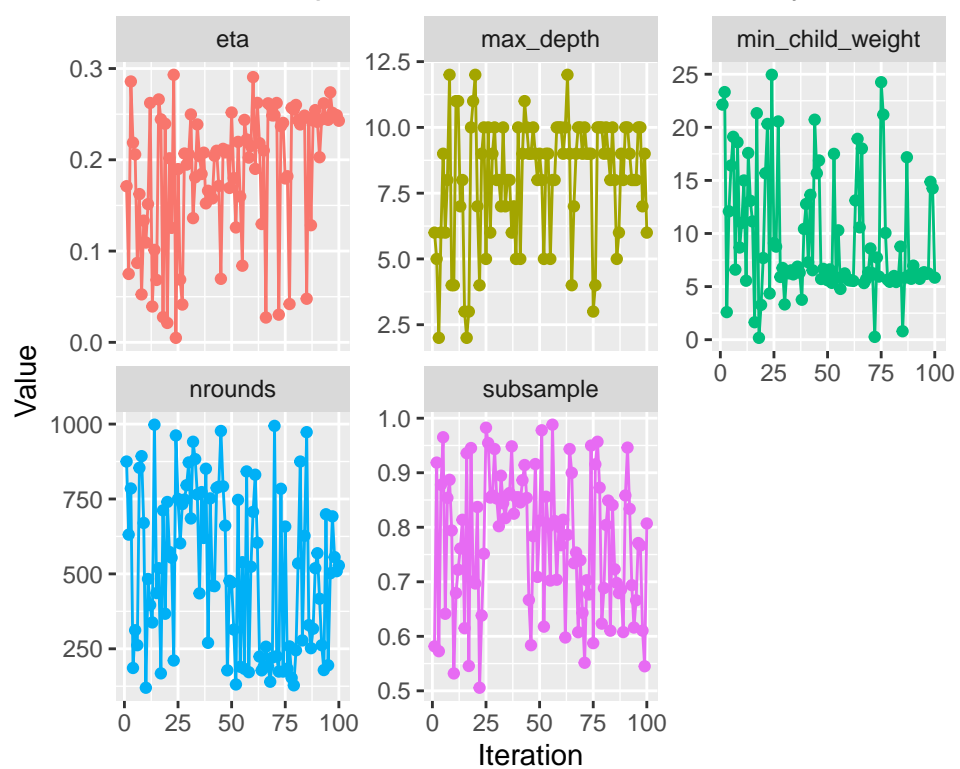 eta max_depth min_child_weight
Value
0.0 0.1 0.2 0.3
2.5 5.0 7.5 10.0 12.5
0 5 10 15 20 25
0 25 50 75 100
nrounds subsample
250 500 750 1000
0.5 0.6 0.7 0.8 0.9 1.0
0 25 50 75 100 0 25 50 75 100
Iteration